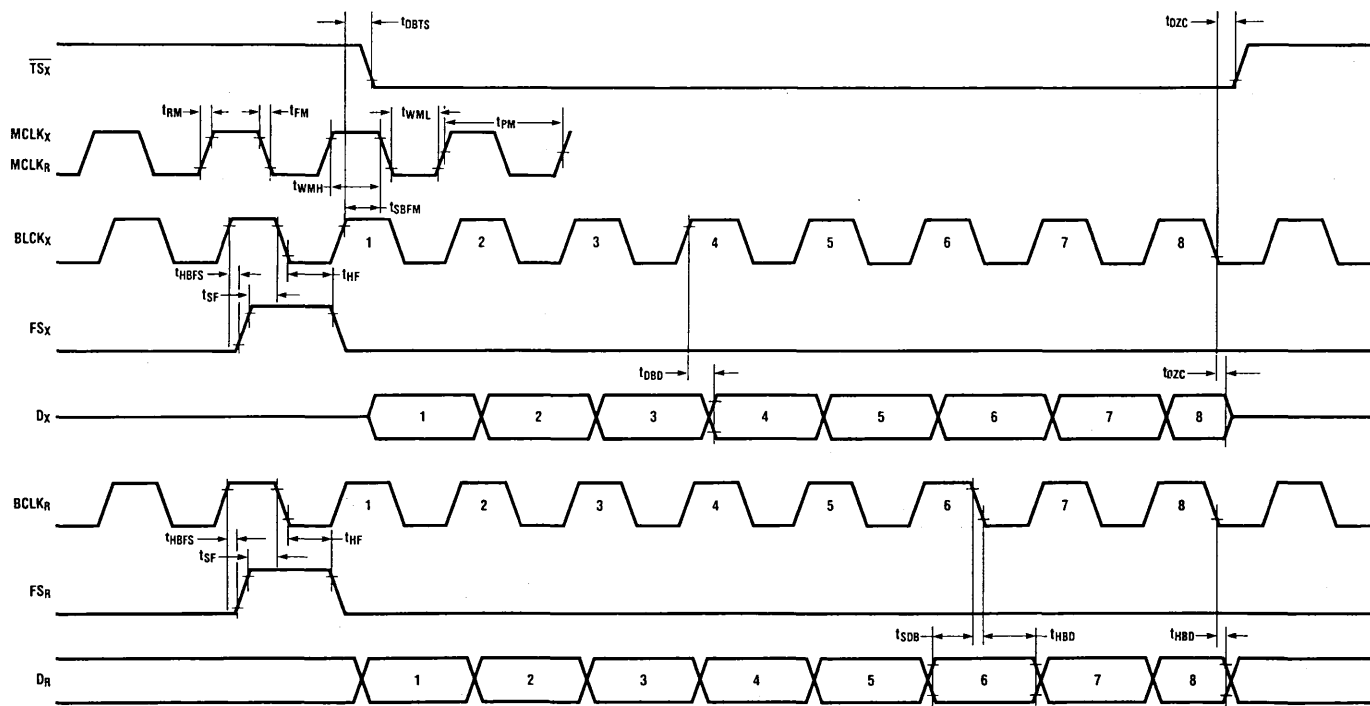 tDBTS
tDZC
TSX
tRM
tFM
tWML
tPM
MCLKX
MCLKR
tWMH
tSBFM
BLCKX
1 2 3 4 5 6 7 8
tHBFS
tHF
tSF
FSX
tDBD
tDZC
DX
1 2 3 4 5 6 7 8
BCLKR
1 2 3 4 5 6 7 8
tHBFS
tHF
tSF
FSR
tSDB
tHBD
tHBD
DR
1 2 3 4 5 6 7 8